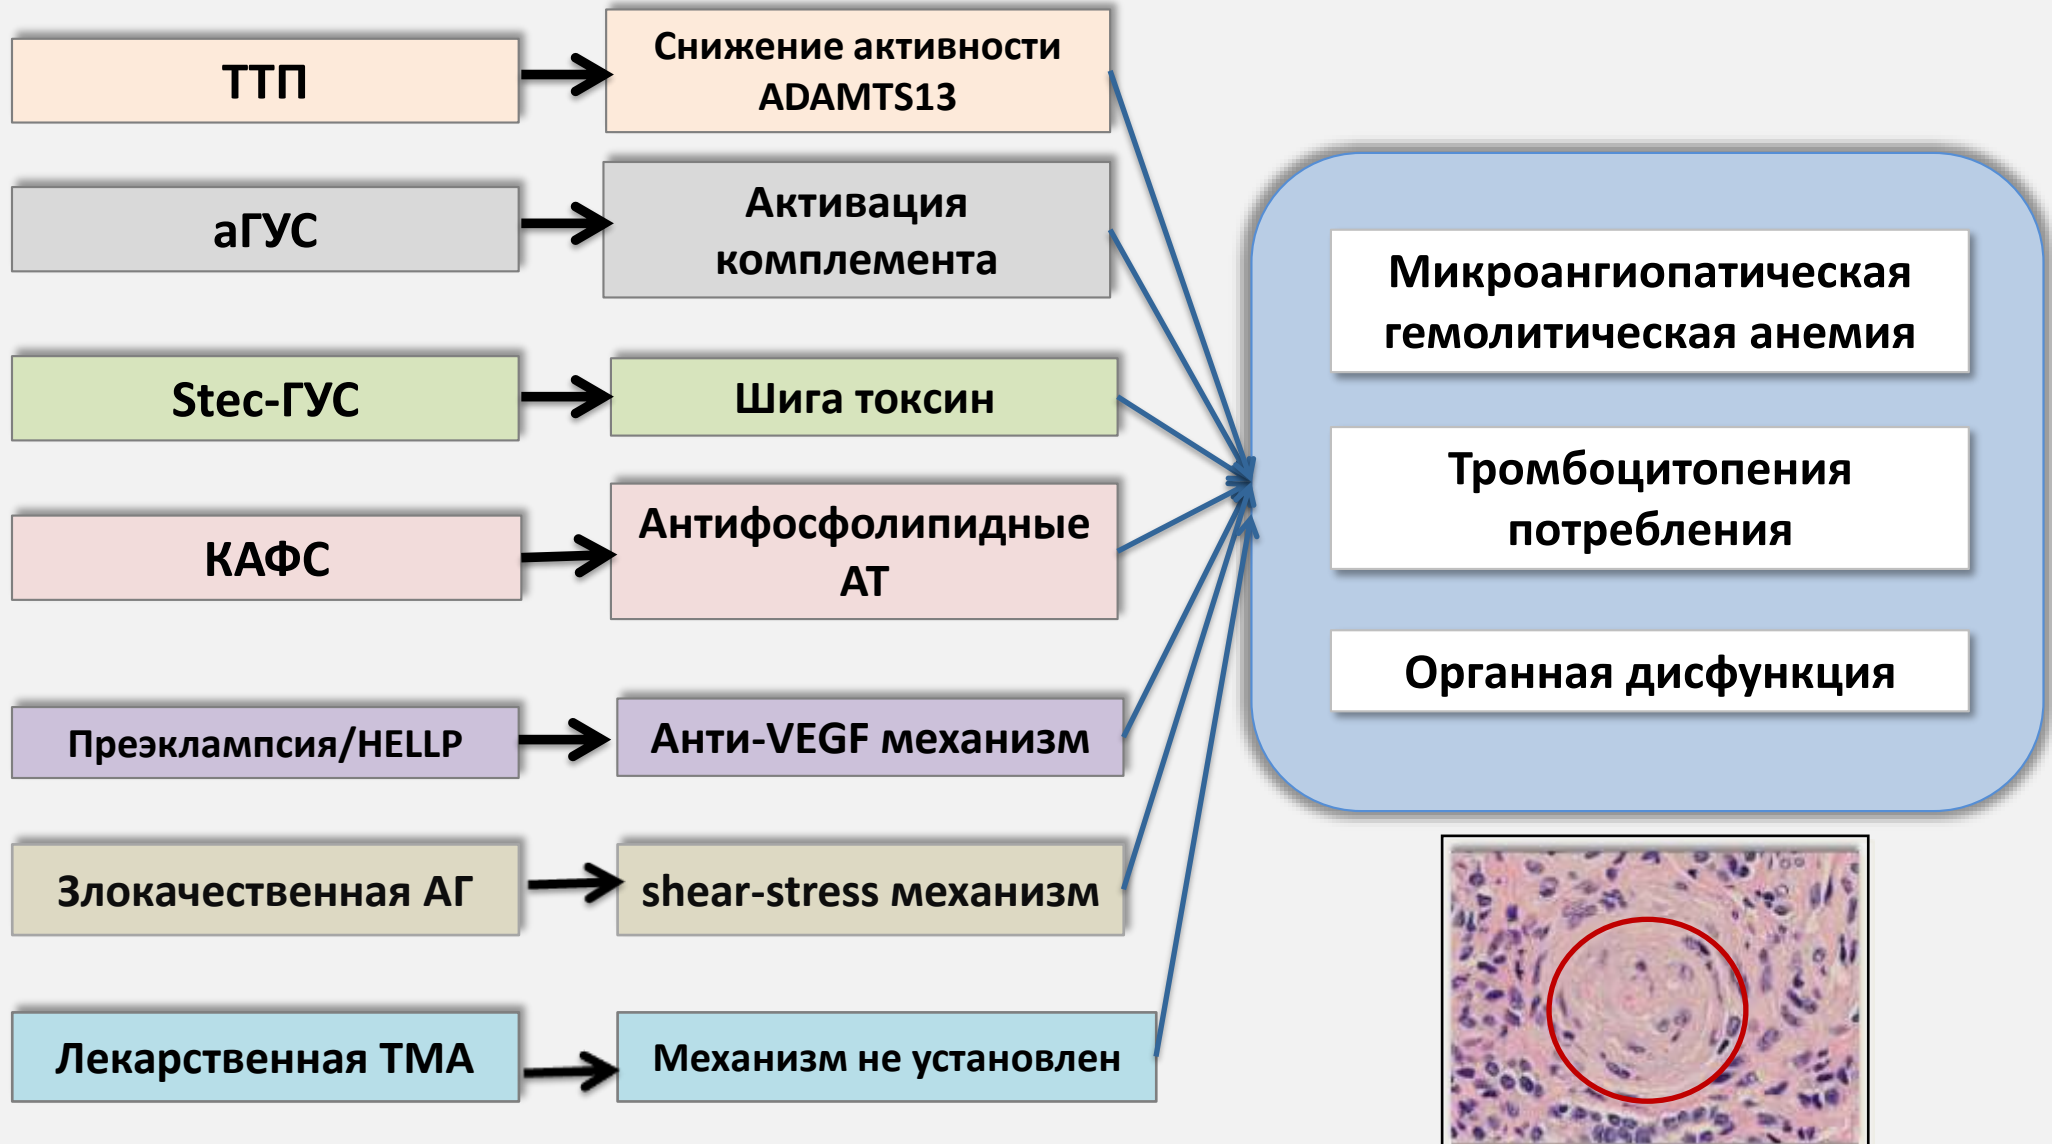 ТТП
Снижение активности
ADAMTS13
аГУС
Активация
комплемента
Stec-ГУС
Шига токсин
КАФС
Антифосфолипидные
АТ
Преэклампсия/HELLP
Анти-VEGF механизм
Злокачественная АГ
shear-stress механизм
Лекарственная ТМА
Механизм не установлен
Микроангиопатическая
гемолитическая анемия
Тромбоцитопения
потребления
Органная дисфункция